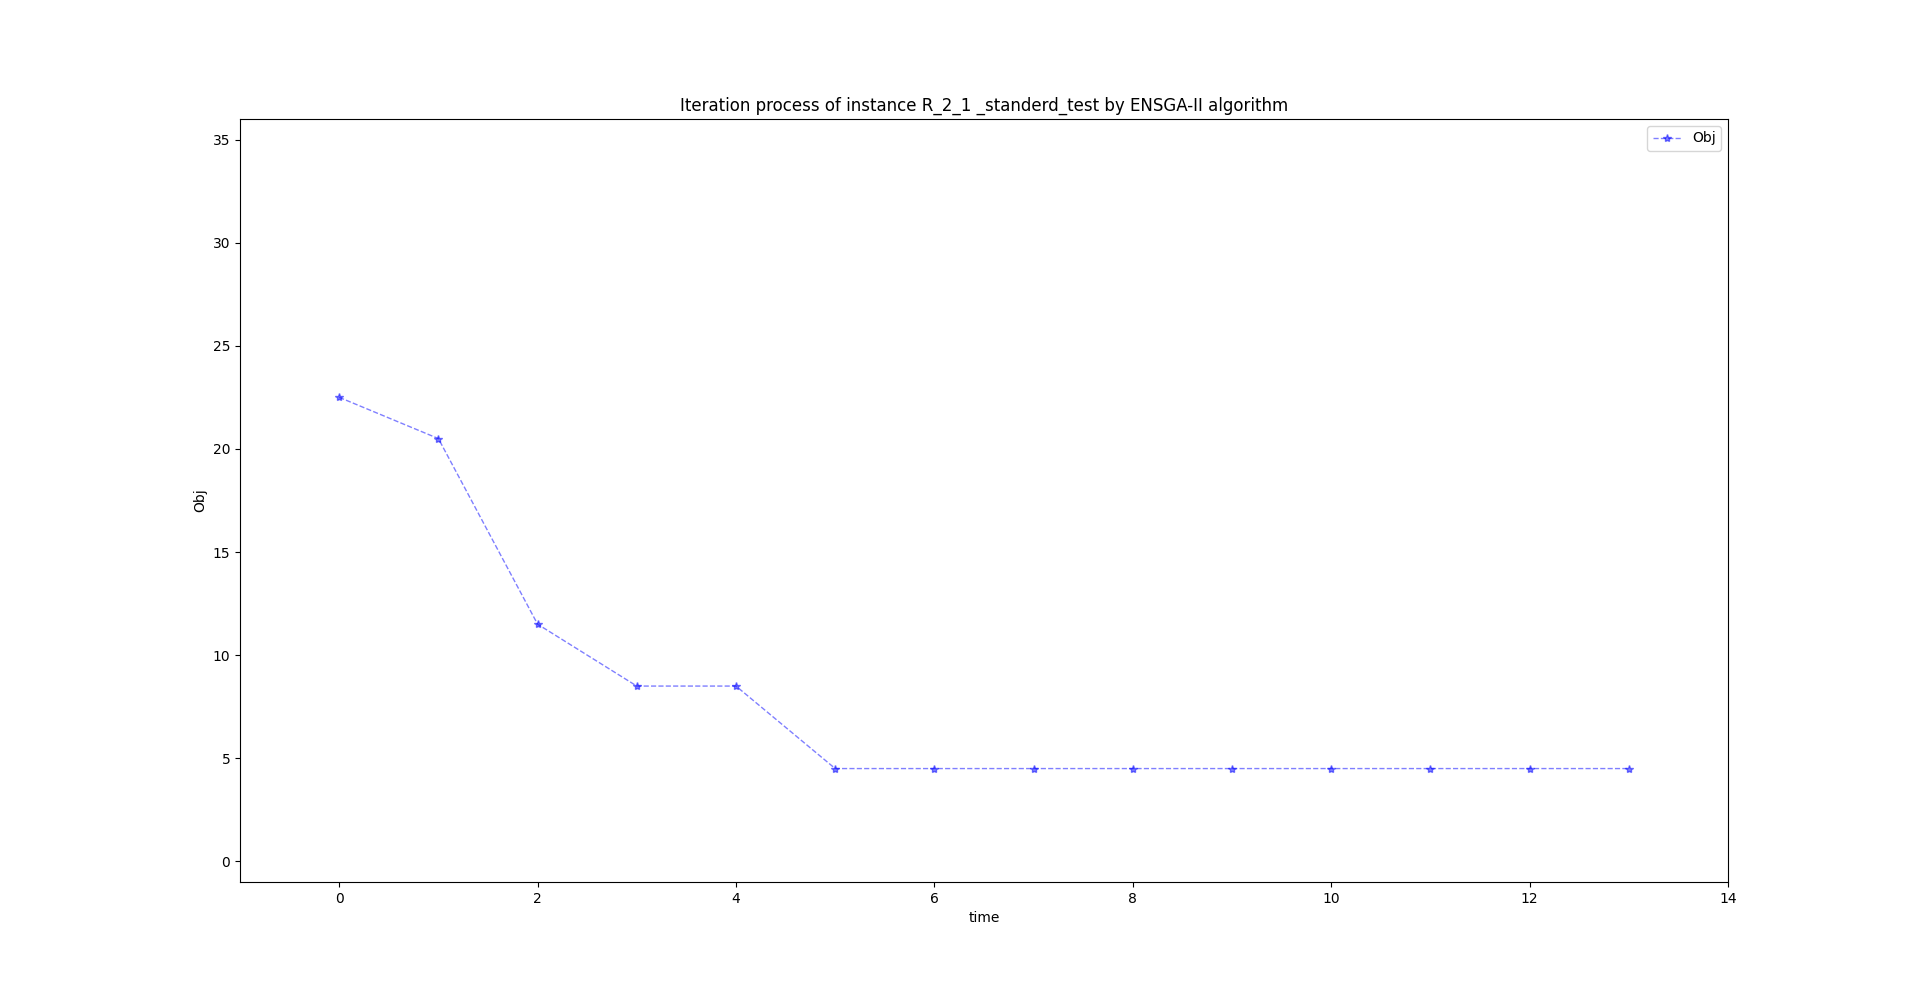 Iteration process of instance R_2_1 _standerd_test by ENSGA-II algorithm
Obj
35
30
25
20
15
10
5
0
Obj
0 2 4 6 8 10 12 14
time